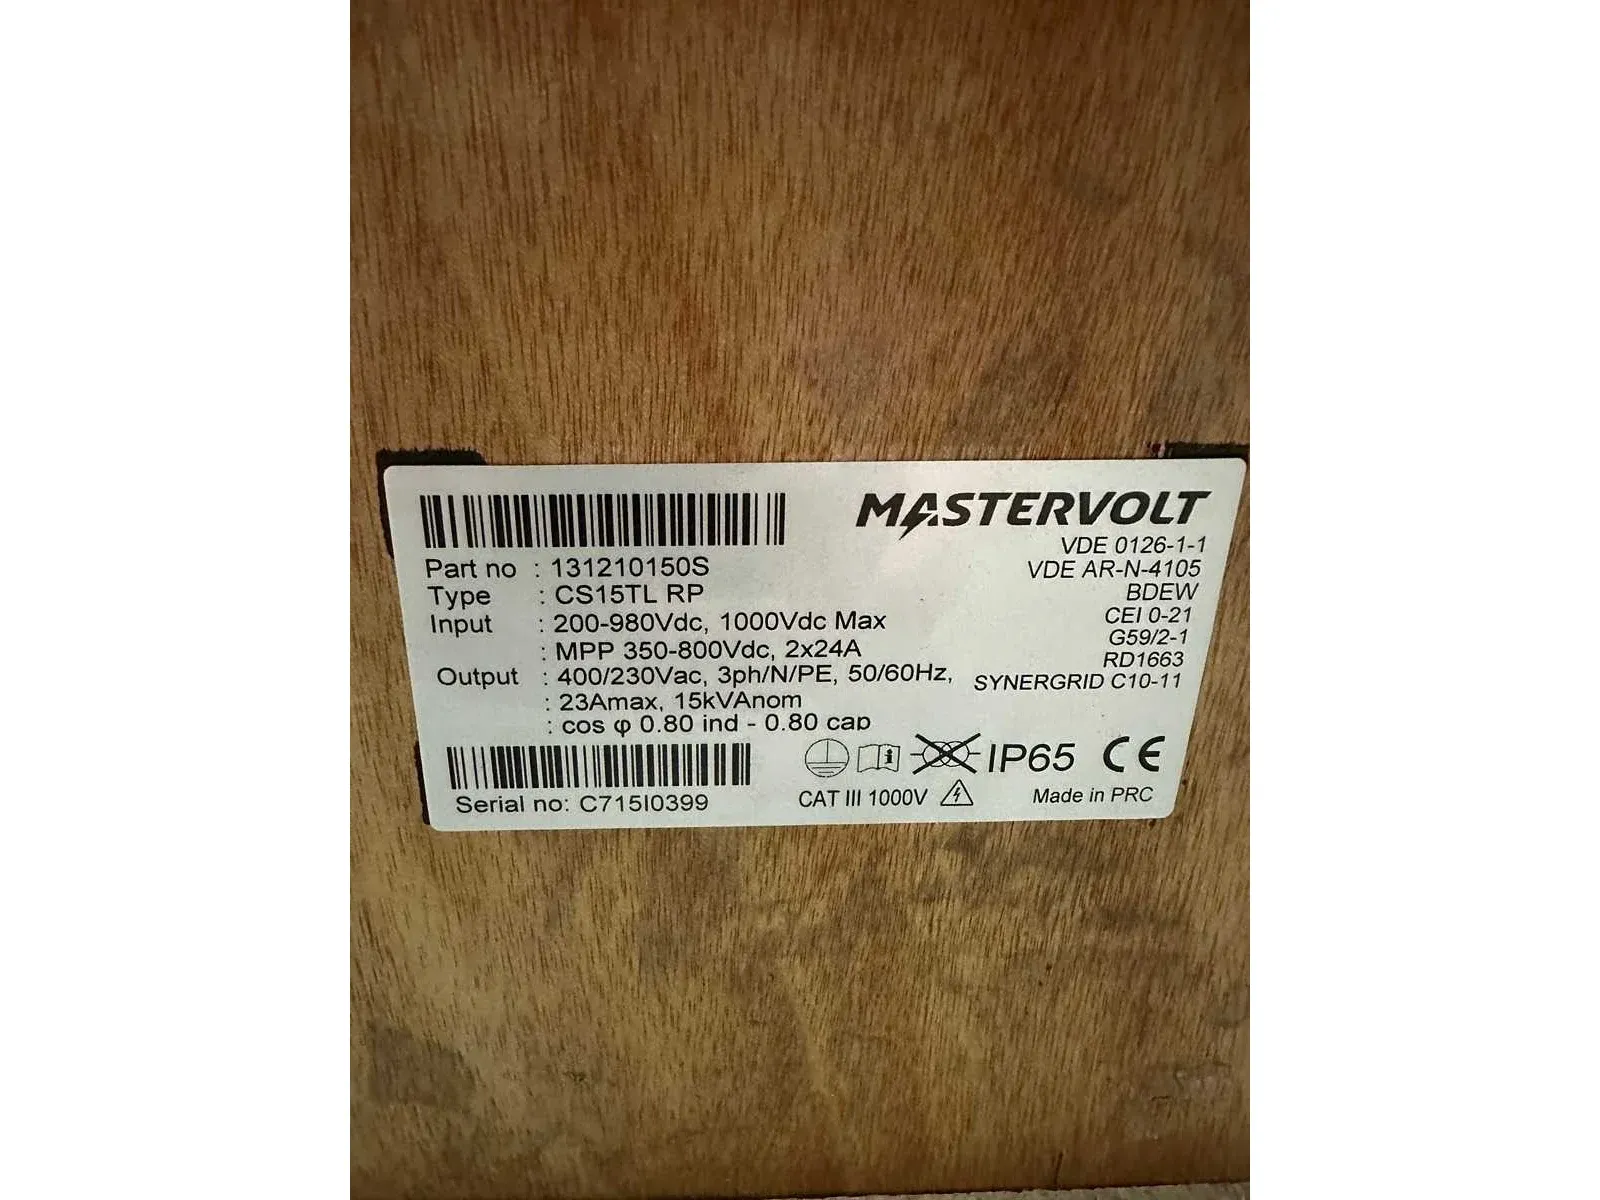 MASTERVOLT
VDE 0126-1-1
VDE AR-N-4105
BDEW
CEI 0-21
G59/2-1
RD1663
SYNERGRID C10-11
Part no : 131210150S
Type : CS15TL RP
Input : 200-980Vdc, 1000Vdc Max
: MPP 350-800Vdc, 2x24A
Output : 400/230Vac, 3ph/N/PE, 50/60Hz,
: 23Amax, 15kVAnom
: cos φ 0.80 ind - 0.80 cap
IP65 CE
Serial no: C715I0399
CAT III 1000V
Made in PRC